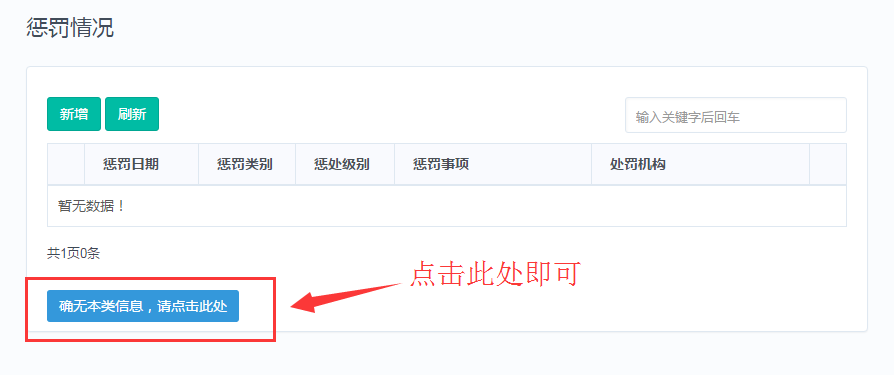 惩罚情况
新增 刷新 输入关键字后回车
惩罚日期 惩罚类别 惩处级别 惩罚事项 处罚机构
暂无数据！
共1页0条
点击此处即可
确无本类信息，请点击此处